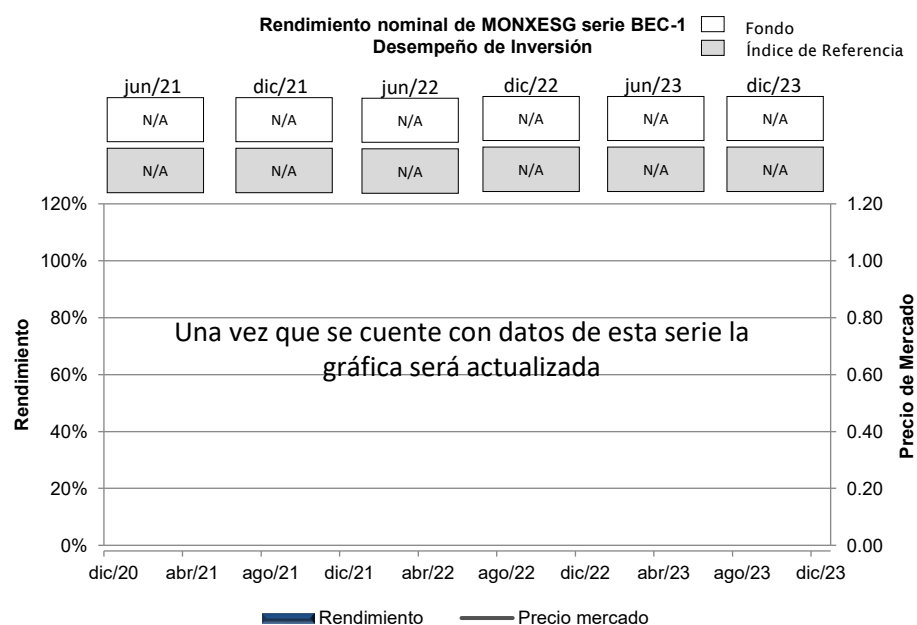 Rendimiento nominal de MONXESG serie BEC-1
Desempeño de Inversión
Fondo
Índice de Referencia
jun/21 dic/21 jun/22 dic/22 jun/23 dic/23
N/A N/A N/A N/A N/A N/A
N/A N/A N/A N/A N/A N/A
120% 1.20
100% 1.00
80% 0.80
60% 0.60
40% 0.40
20% 0.20
0% 0.00
Rendimiento
Precio de Mercado
Una vez que se cuente con datos de esta serie la
gráfica será actualizada
dic/20 abr/21 ago/21 dic/21 abr/22 ago/22 dic/22 abr/23 ago/23 dic/23
Rendimiento Precio mercado